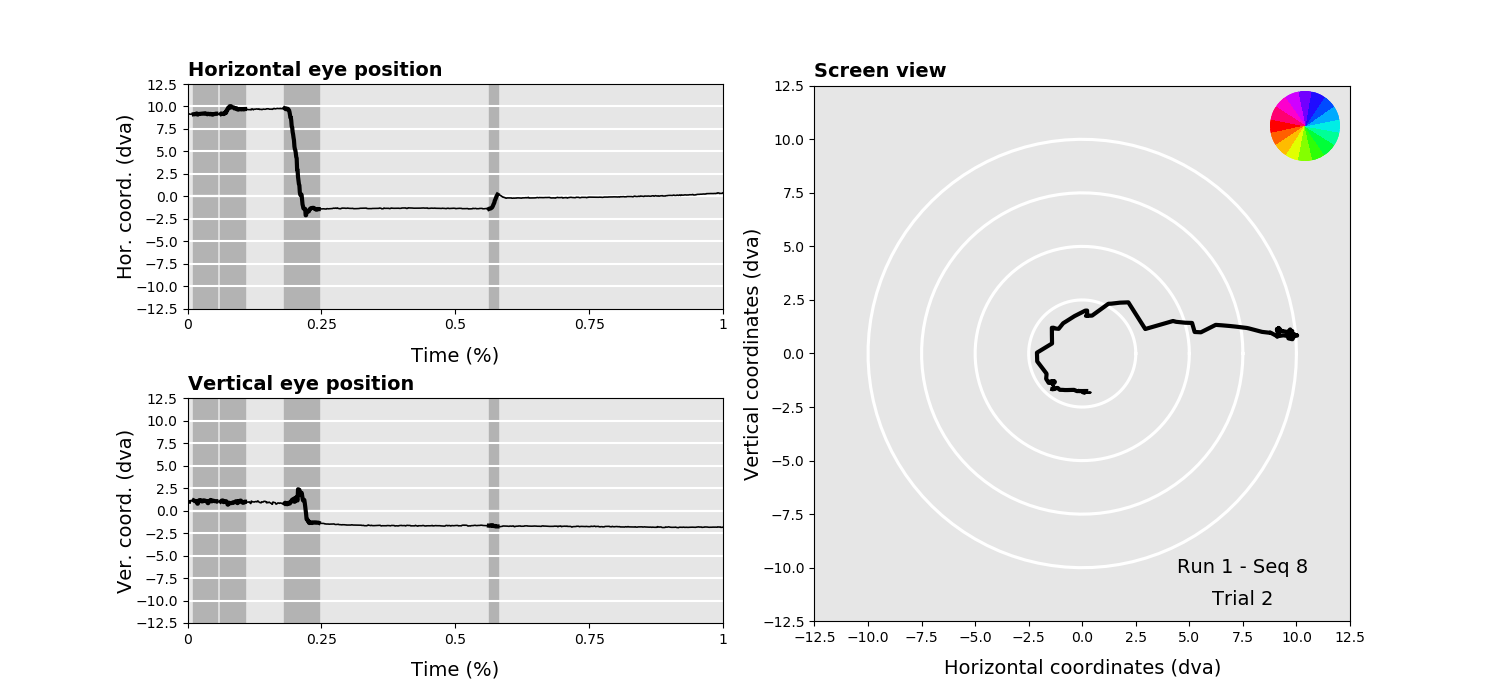 Horizontal eye position
12.5
10.0
7.5
5.0
2.5
0.0
−2.5
−5.0
−7.5
−10.0
−12.5
Hor. coord. (dva)
0 0.25 0.5 0.75 1
Time (%)
Vertical eye position
12.5
10.0
7.5
5.0
2.5
0.0
−2.5
−5.0
−7.5
−10.0
−12.5
Ver. coord. (dva)
0 0.25 0.5 0.75 1
Time (%)
Screen view
12.5
10.0
7.5
5.0
2.5
0.0
−2.5
−5.0
−7.5
−10.0
−12.5
Vertical coordinates (dva)
Run 1 - Seq 8
Trial 2
−12.5 −10.0 −7.5 −5.0 −2.5 0.0 2.5 5.0 7.5 10.0 12.5
Horizontal coordinates (dva)